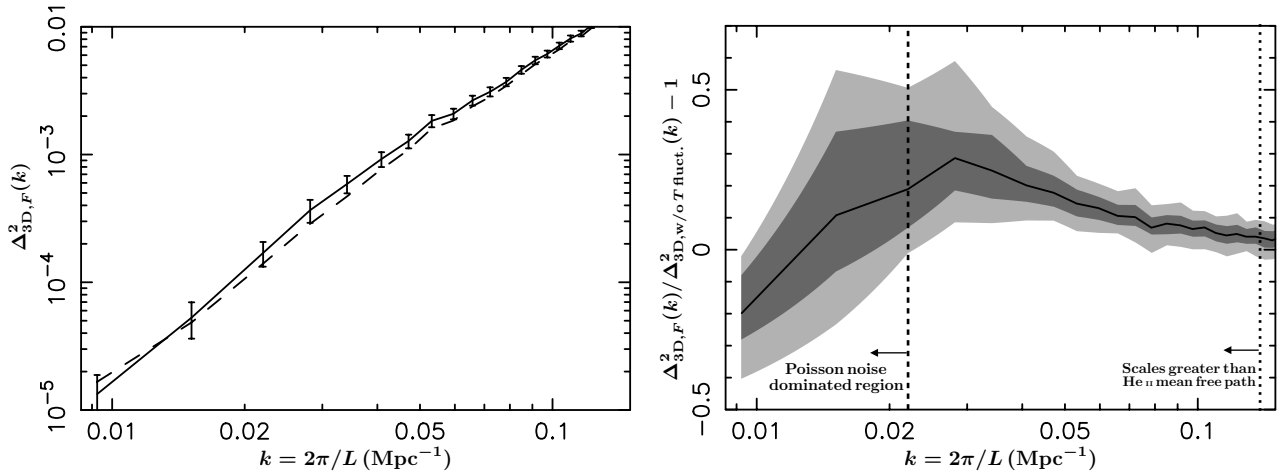 0.01
10⁻³
10⁻⁴
10⁻⁵
Δ²3D,F(k)
0.01 0.02 0.05 0.1
k = 2π/L (Mpc⁻¹)
0.5
0
−0.5
Δ²3D,F(k)/Δ²3D,w/o T fluct.(k) − 1
Poisson noise
dominated region
Scales greater than
He II mean free path
0.01 0.02 0.05 0.1
k = 2π/L (Mpc⁻¹)